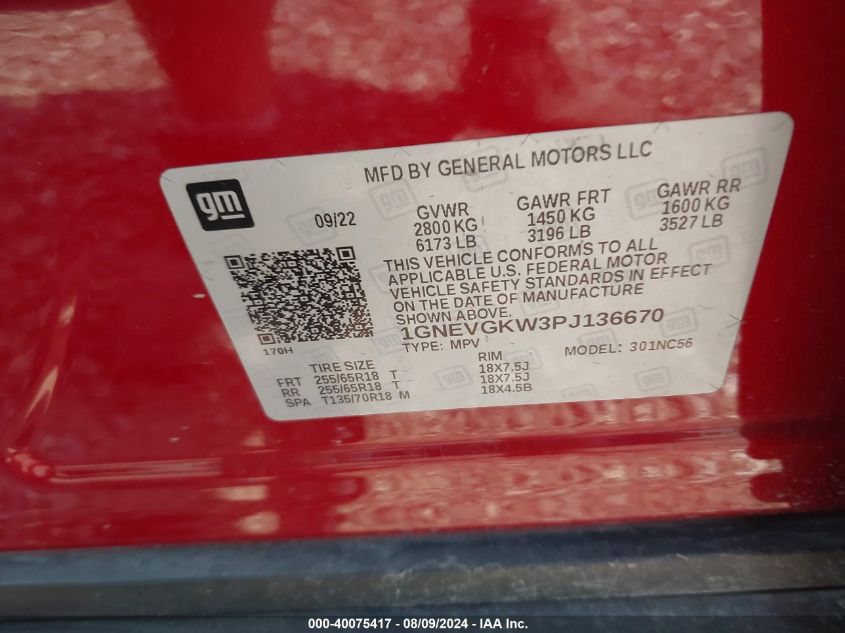 MFD BY GENERAL MOTORS LLC
gm
09/22
GVWR GAWR FRT GAWR RR
2800 KG 1450 KG 1600 KG
6173 LB 3196 LB 3527 LB
THIS VEHICLE CONFORMS TO ALL
APPLICABLE U.S. FEDERAL MOTOR
VEHICLE SAFETY STANDARDS IN EFFECT
ON THE DATE OF MANUFACTURE
SHOWN ABOVE.
1GNEVGKW3PJ136670
TYPE: MPV MODEL: 301NC56
170H
TIRE SIZE RIM
FRT 255/65R18 T 18X7.5J
RR 255/65R18 T 18X7.5J
SPA T135/70R18 M 18X4.5B
000-40075417 - 08/09/2024 - IAA Inc.